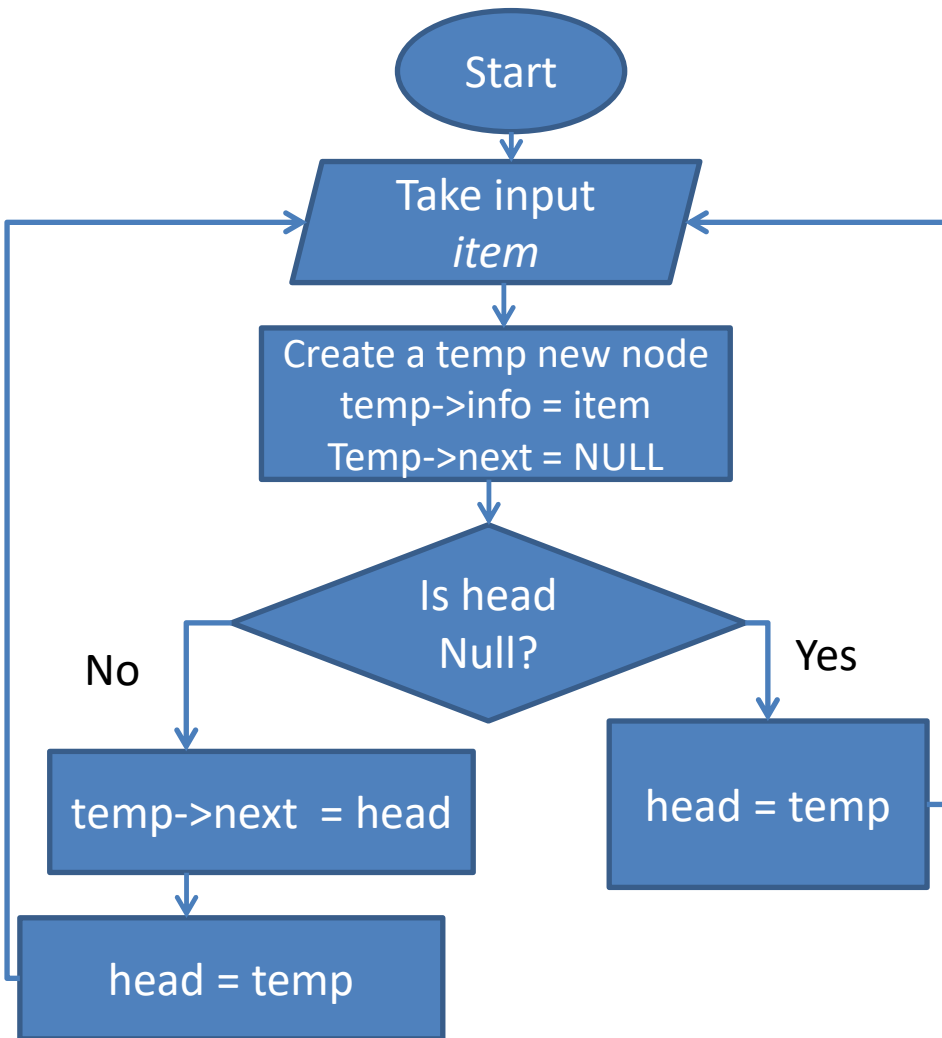 Start
Take input
item
Create a temp new node
temp->info = item
Temp->next = NULL
Is head
Null?
No
Yes
temp->next  = head
head = temp
head = temp